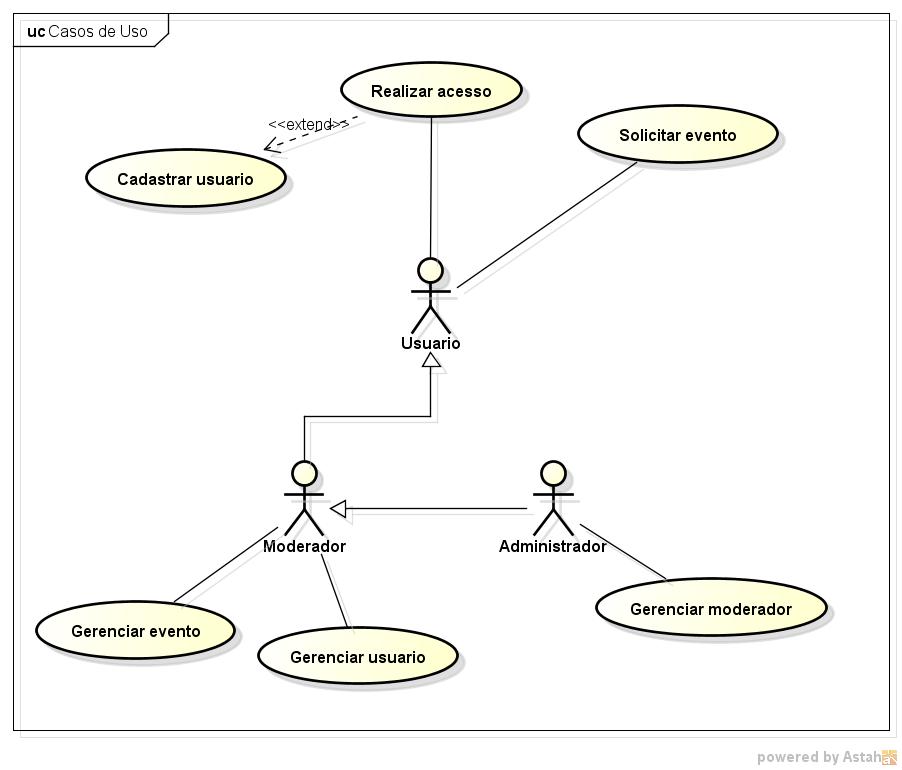 uc Casos de Uso
Realizar acesso
<<extend>>
Solicitar evento
Cadastrar usuario
Usuario
Moderador
Administrador
Gerenciar evento
Gerenciar usuario
Gerenciar moderador
powered by Astah